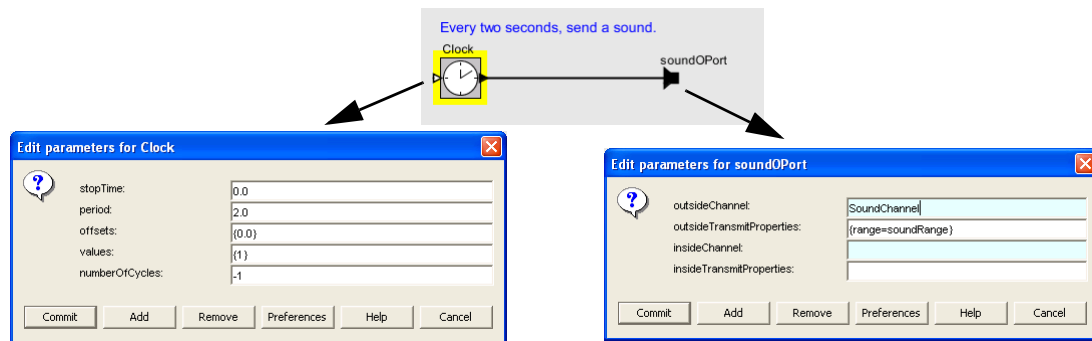 Every two seconds, send a sound.
Clock
soundOPort
Edit parameters for Clock
stopTime: 0.0
period: 2.0
offsets: {0.0}
values: {1}
numberOfCycles: -1
Commit Add Remove Preferences Help Cancel
Edit parameters for soundOPort
outsideChannel: SoundChannel
outsideTransmitProperties: {range=soundRange}
insideChannel:
insideTransmitProperties:
Commit Add Remove Preferences Help Cancel